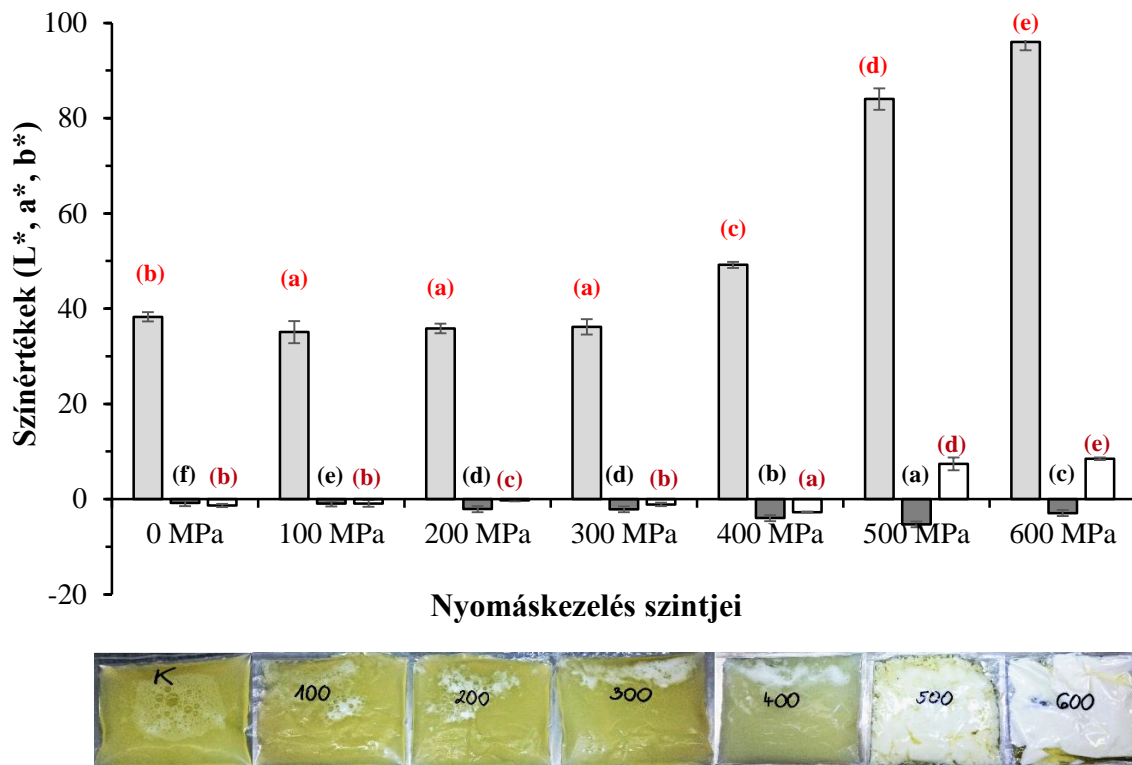 Színértékek (L*, a*, b*)
100
80
60
40
20
0
-20
(b) (a) (a) (a) (c) (d) (e)
(f) (b) (e) (b) (d) (c) (d) (b) (b) (a) (a) (d) (c) (e)
0 MPa 100 MPa 200 MPa 300 MPa 400 MPa 500 MPa 600 MPa
Nyomáskezelés szintjei
K 100 200 300 400 500 600